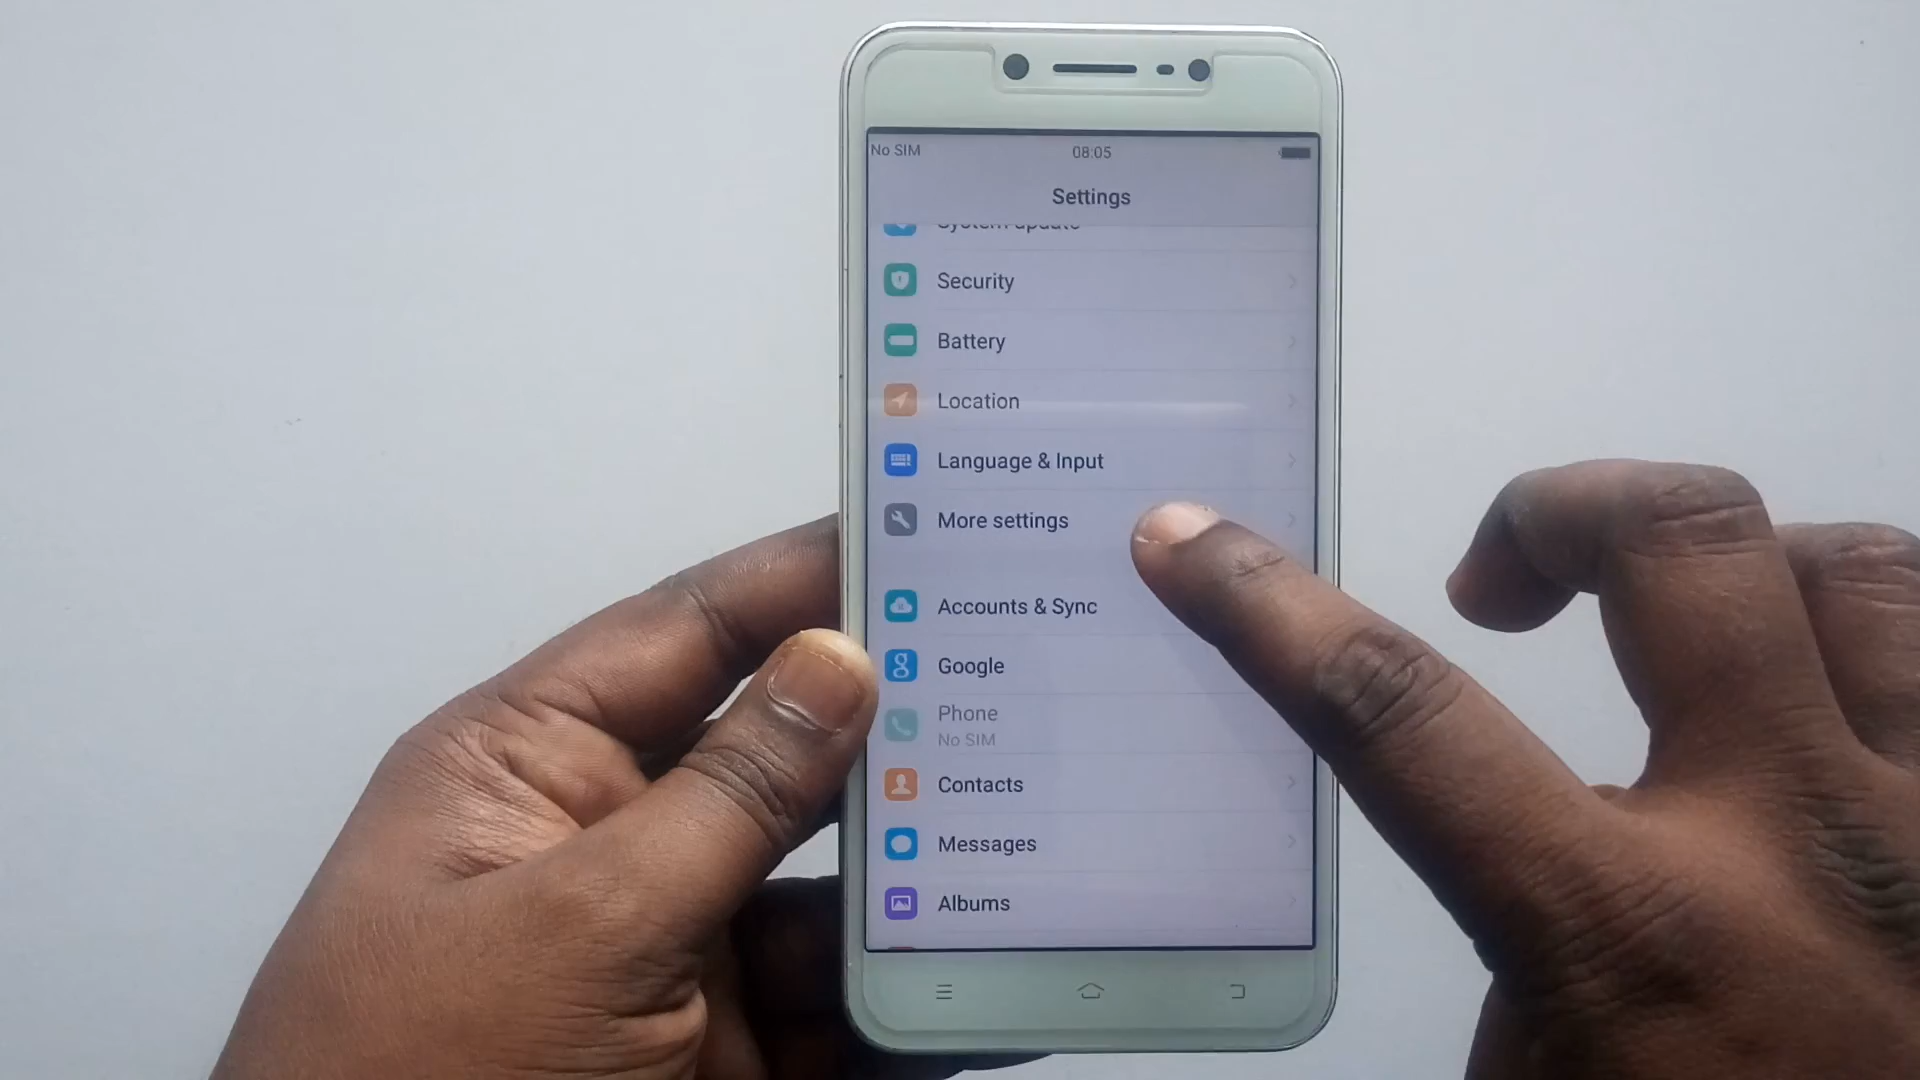 No SIM
08:05
Settings
System update
Security
Battery
Location
Language & Input
More settings
Accounts & Sync
Google
Phone
No SIM
Contacts
Messages
Albums